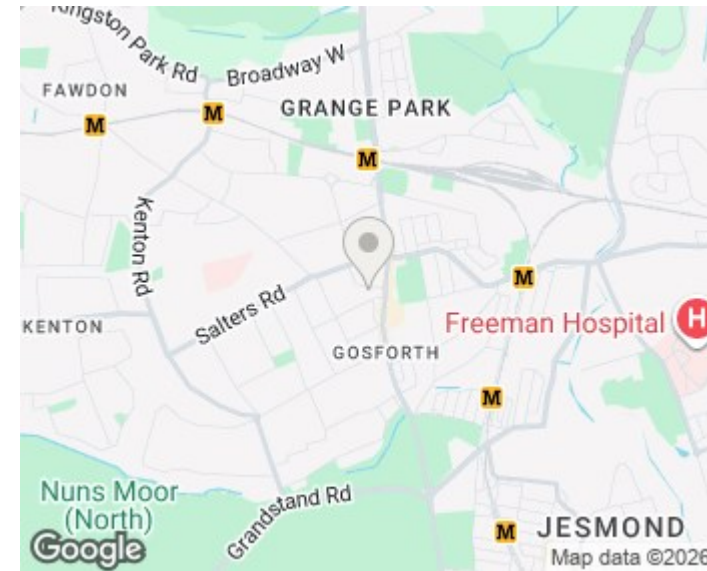 Kingston Park Rd
Broadway W
FAWDON
M
M
GRANGE PARK
M
Kenton Rd
Salters Rd
M
KENTON
Freeman Hospital
H
GOSFORTH
M
Nuns Moor
(North)
Grandstand Rd
M
JESMOND
Google
Map data ©2026